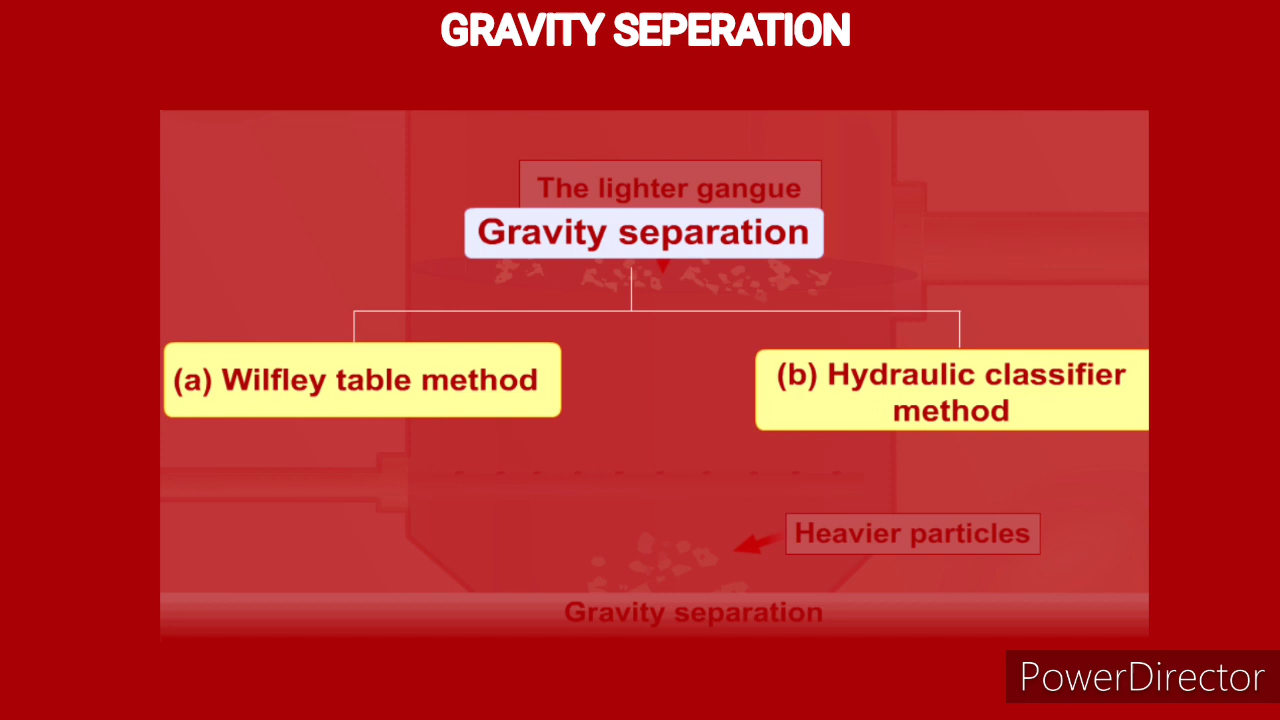 GRAVITY SEPERATION
The lighter gangue
Gravity separation
(a) Wilfley table method
(b) Hydraulic classifier
method
Heavier particles
Gravity separation
PowerDirector